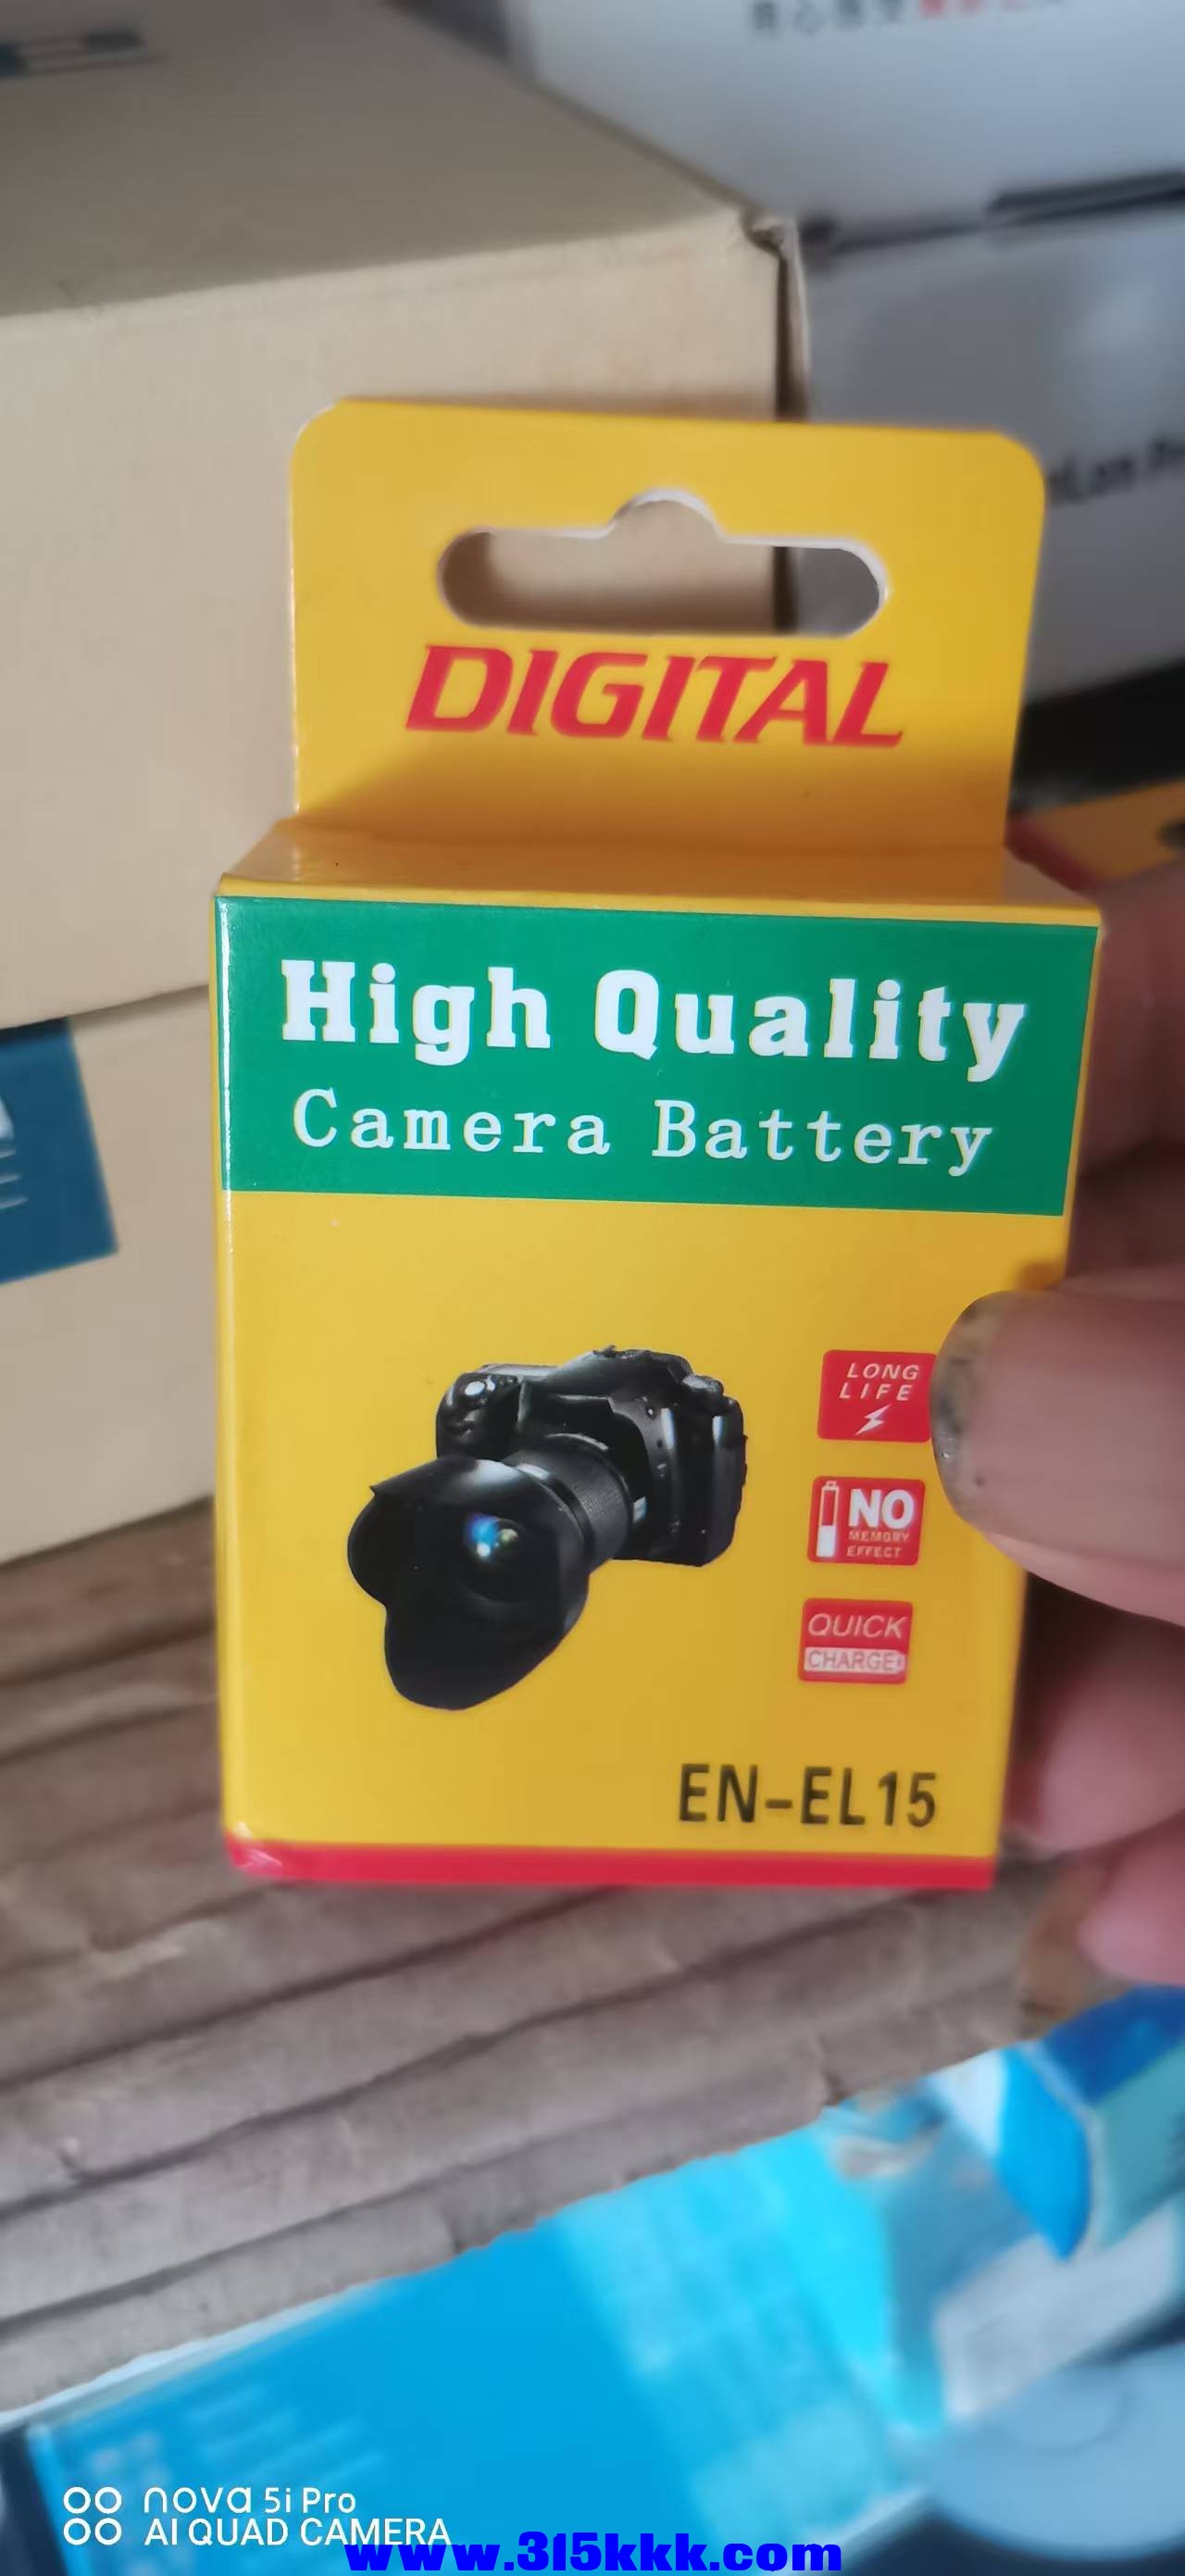 DIGITAL
High Quality
Camera Battery
LONG
LIFE
NO
MEMORY
EFFECT
QUICK
CHARGE
EN-EL15
nova 5i Pro
AI QUAD CAMERA
www.315kkk.com